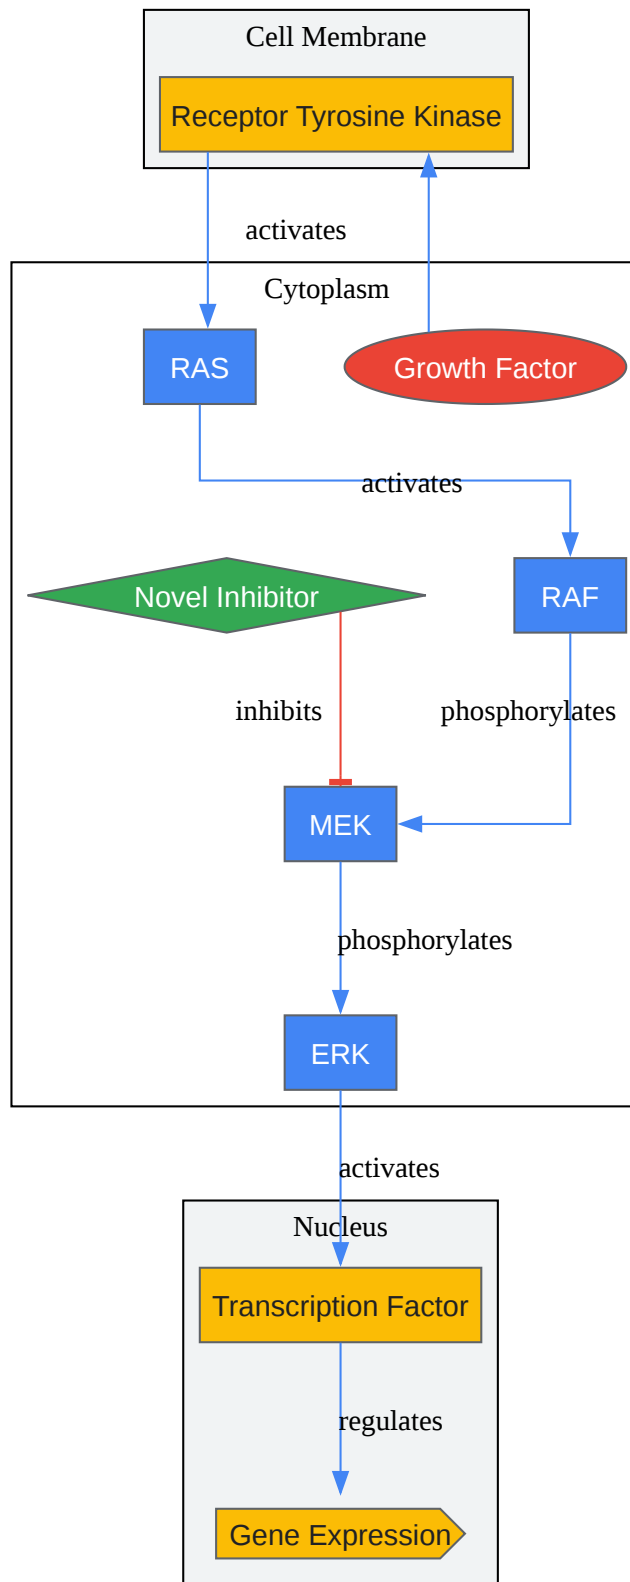 Cell Membrane
Receptor Tyrosine Kinase
activates
Cytoplasm
RAS
Growth Factor
activates
Novel Inhibitor
RAF
inhibits
phosphorylates
MEK
phosphorylates
ERK
activates
Nucleus
Transcription Factor
regulates
Gene Expression